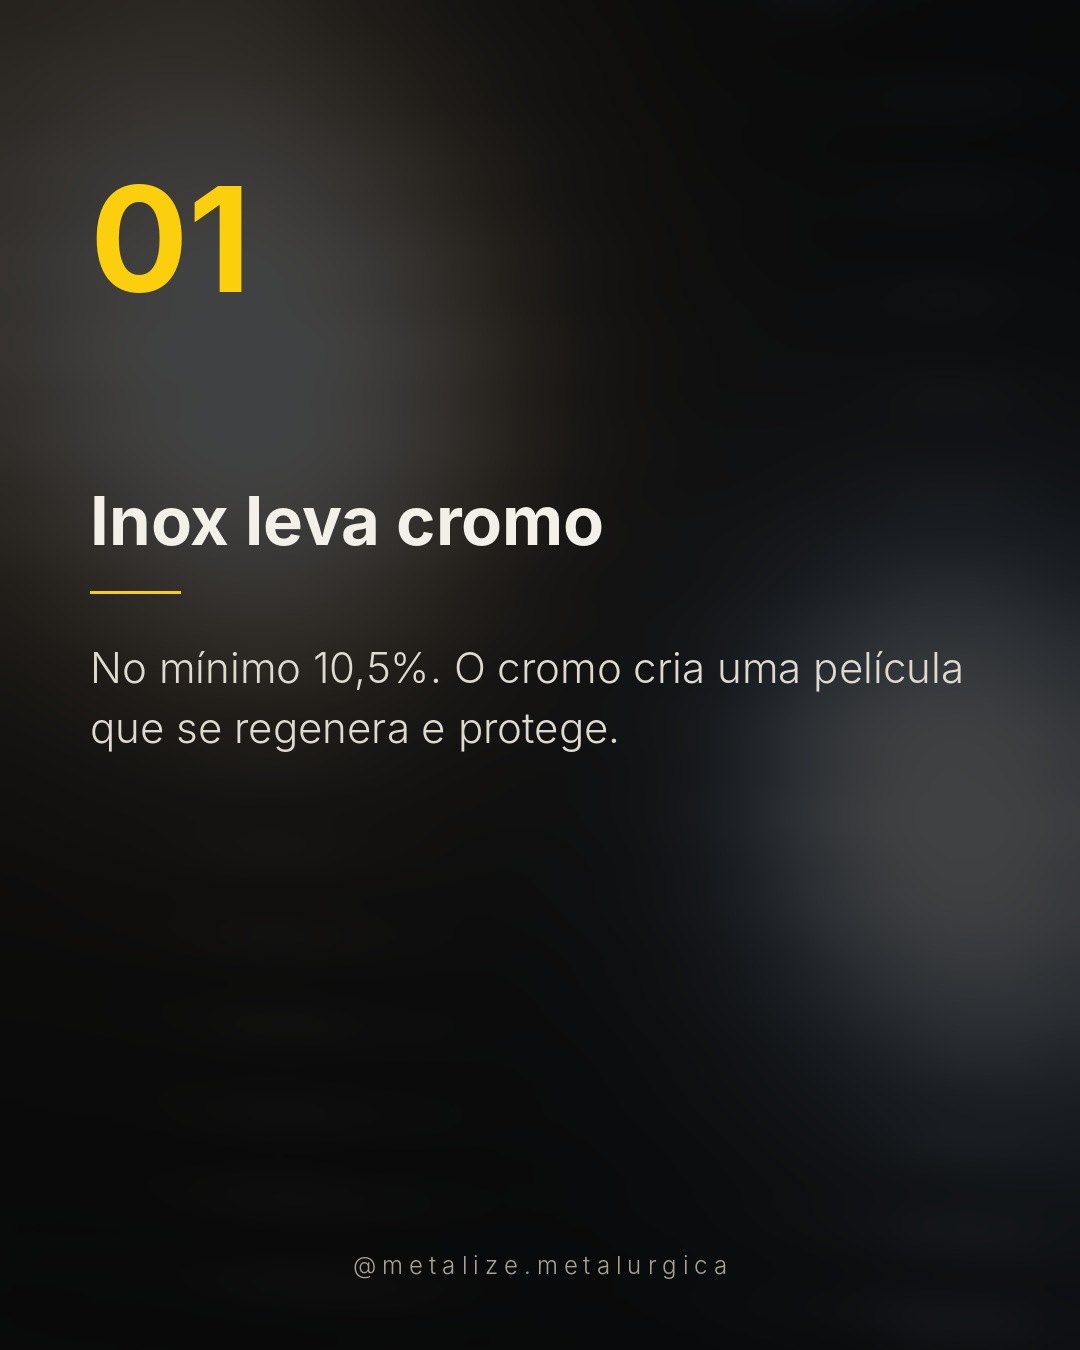 01
Inox leva cromo
No mínimo 10,5%. O cromo cria uma película
que se regenera e protege.
@metalize.metalurgica